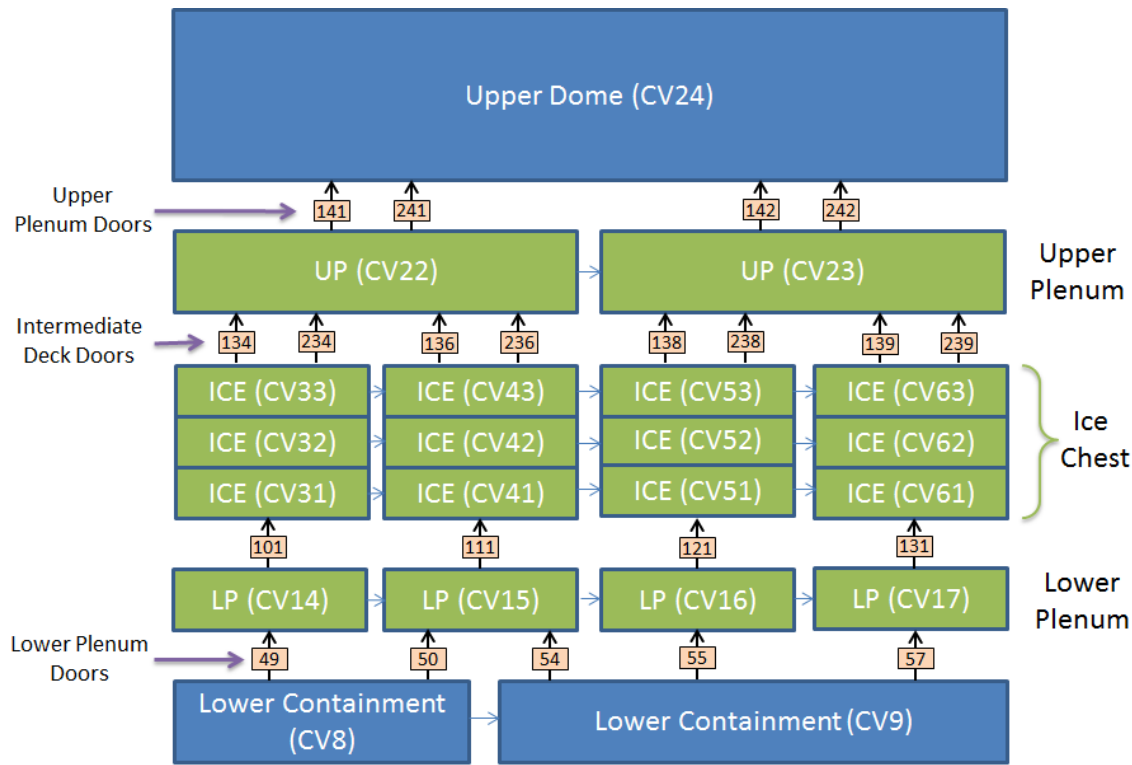 Upper Dome (CV24)
Upper
Plenum Doors
141
241
142
242
UP (CV22)
UP (CV23)
Upper
Plenum
Intermediate
Deck Doors
134
234
136
236
138
238
139
239
ICE (CV33)
ICE (CV43)
ICE (CV53)
ICE (CV63)
ICE (CV32)
ICE (CV42)
ICE (CV52)
ICE (CV62)
ICE (CV31)
ICE (CV41)
ICE (CV51)
ICE (CV61)
Ice
Chest
101
111
121
131
LP (CV14)
LP (CV15)
LP (CV16)
LP (CV17)
Lower
Plenum
Lower Plenum
Doors
49
50
54
55
57
Lower Containment
(CV8)
Lower Containment (CV9)